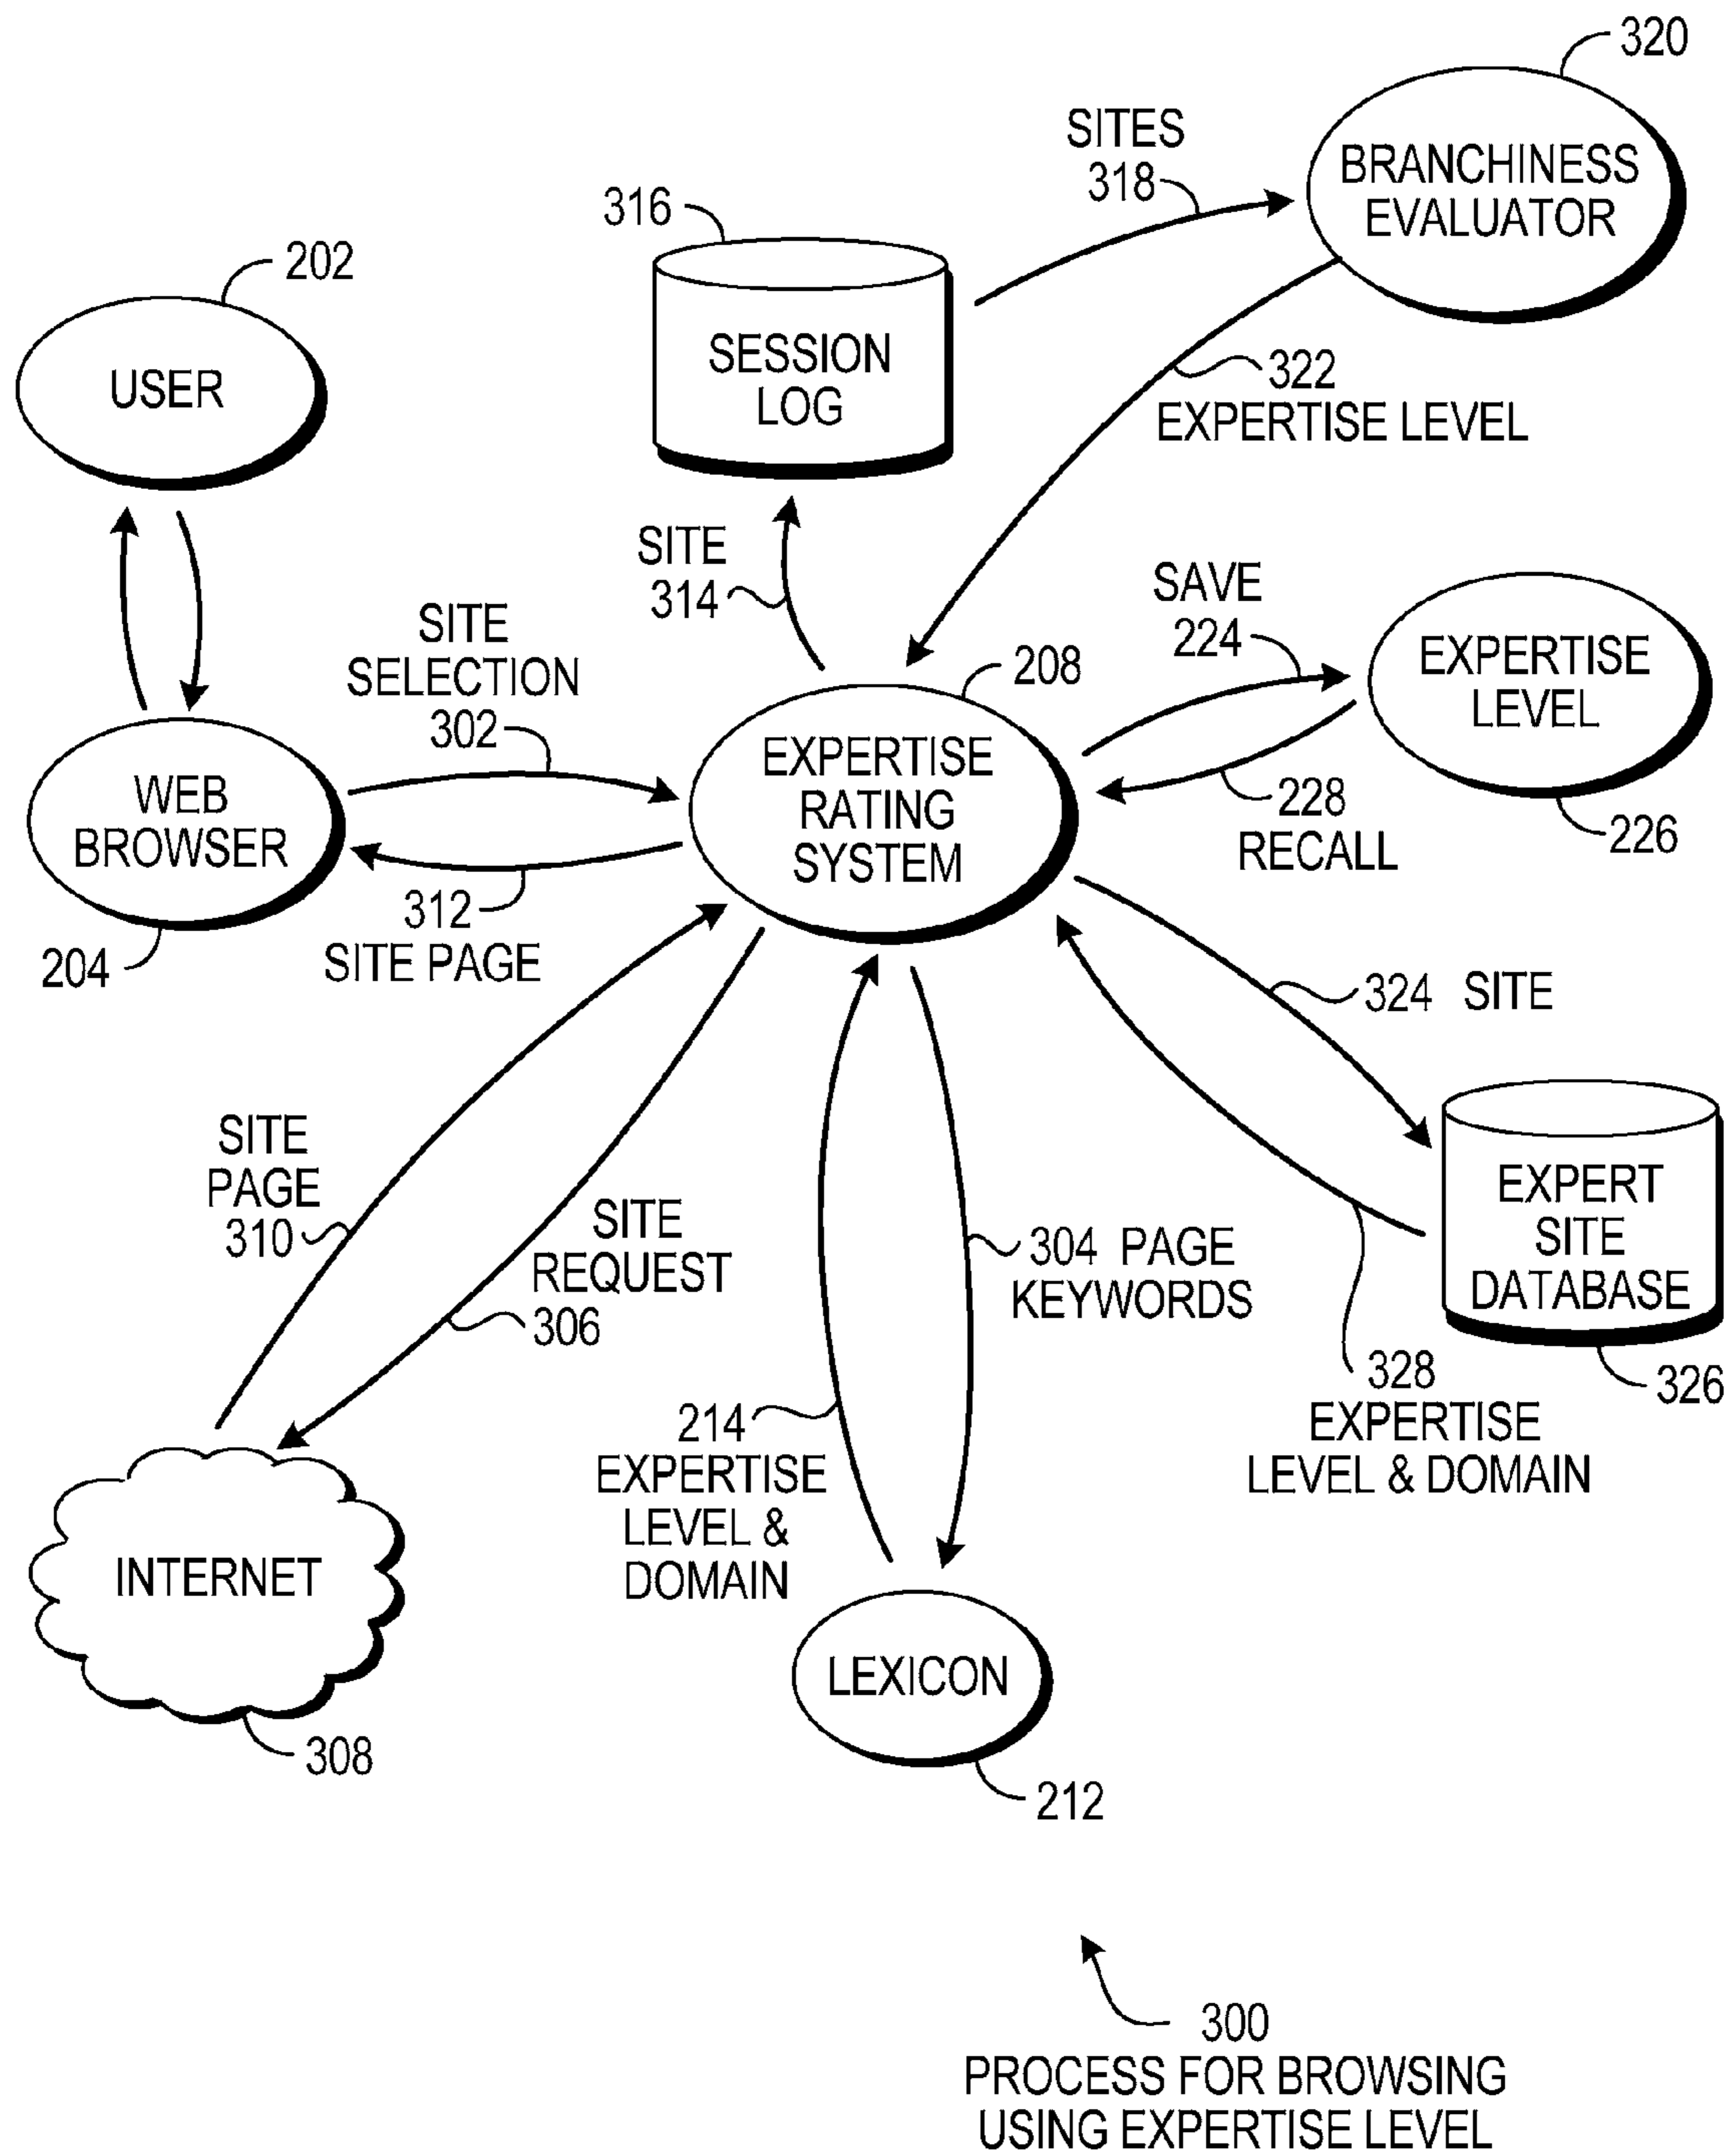 320
SITES
318
BRANCHINESS
EVALUATOR
316
202
SESSION
LOG
322
EXPERTISE LEVEL
USER
SITE
314
SAVE
224
EXPERTISE
LEVEL
SITE
SELECTION
302
208
EXPERTISE
RATING
SYSTEM
WEB
BROWSER
228
RECALL
226
312
SITE PAGE
204
324 SITE
SITE
PAGE
310
SITE
REQUEST
306
304 PAGE
KEYWORDS
EXPERT
SITE
DATABASE
328
EXPERTISE
LEVEL & DOMAIN
326
214
EXPERTISE
LEVEL &
DOMAIN
INTERNET
LEXICON
308
212
300
PROCESS FOR BROWSING
USING EXPERTISE LEVEL